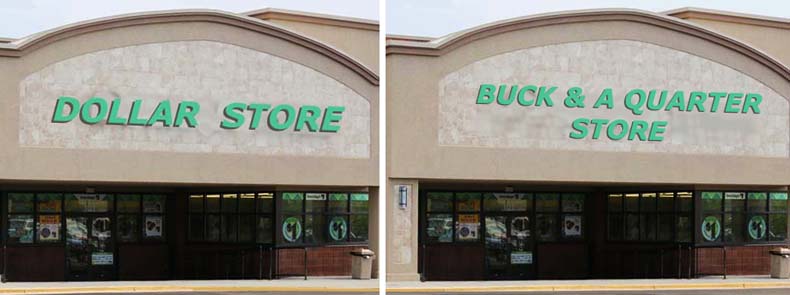 DOLLAR STORE
BUCK & A QUARTER
STORE